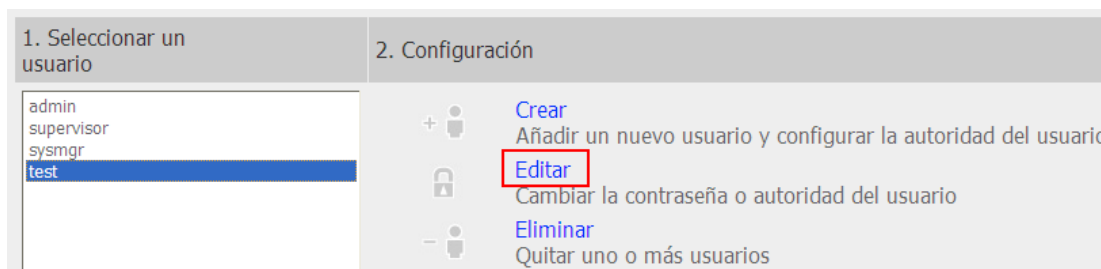 1. Seleccionar un
usuario
2. Configuración
admin
supervisor
sysmgr
test
Crear
Añadir un nuevo usuario y configurar la autoridad del usuario
Editar
Cambiar la contraseña o autoridad del usuario
Eliminar
Quitar uno o más usuarios